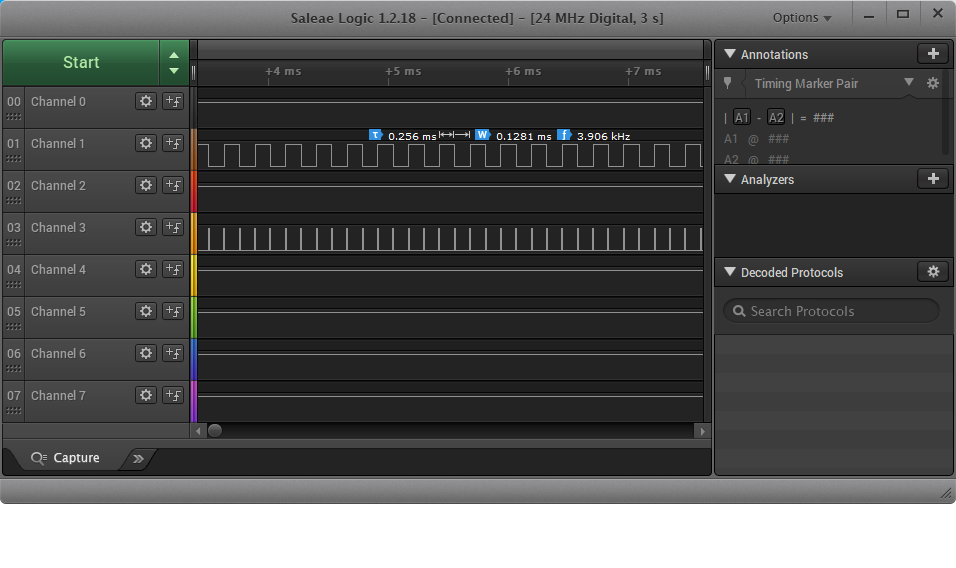 Saleae Logic 1.2.18 - [Connected] - [24 MHz Digital, 3 s]
Options
Start
+4 ms +5 ms +6 ms +7 ms
00 Channel 0
01 Channel 1
τ 0.256 ms W 0.1281 ms f 3.906 kHz
02 Channel 2
03 Channel 3
04 Channel 4
05 Channel 5
06 Channel 6
07 Channel 7
Capture
Annotations
Timing Marker Pair
| A1 - A2 | = ###
A1 @ ###
A2 @ ###
Analyzers
Decoded Protocols
Search Protocols